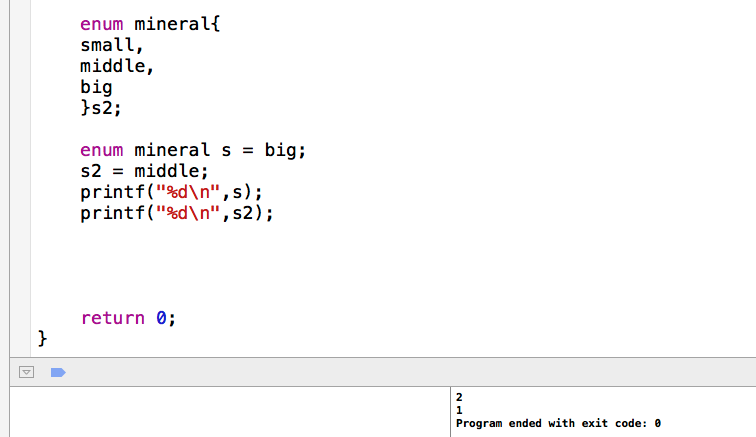 enum mineral{
small,
middle,
big
}s2;
enum mineral s = big;
s2 = middle;
printf("%d\n",s);
printf("%d\n",s2);
return 0;
}
2
1
Program ended with exit code: 0